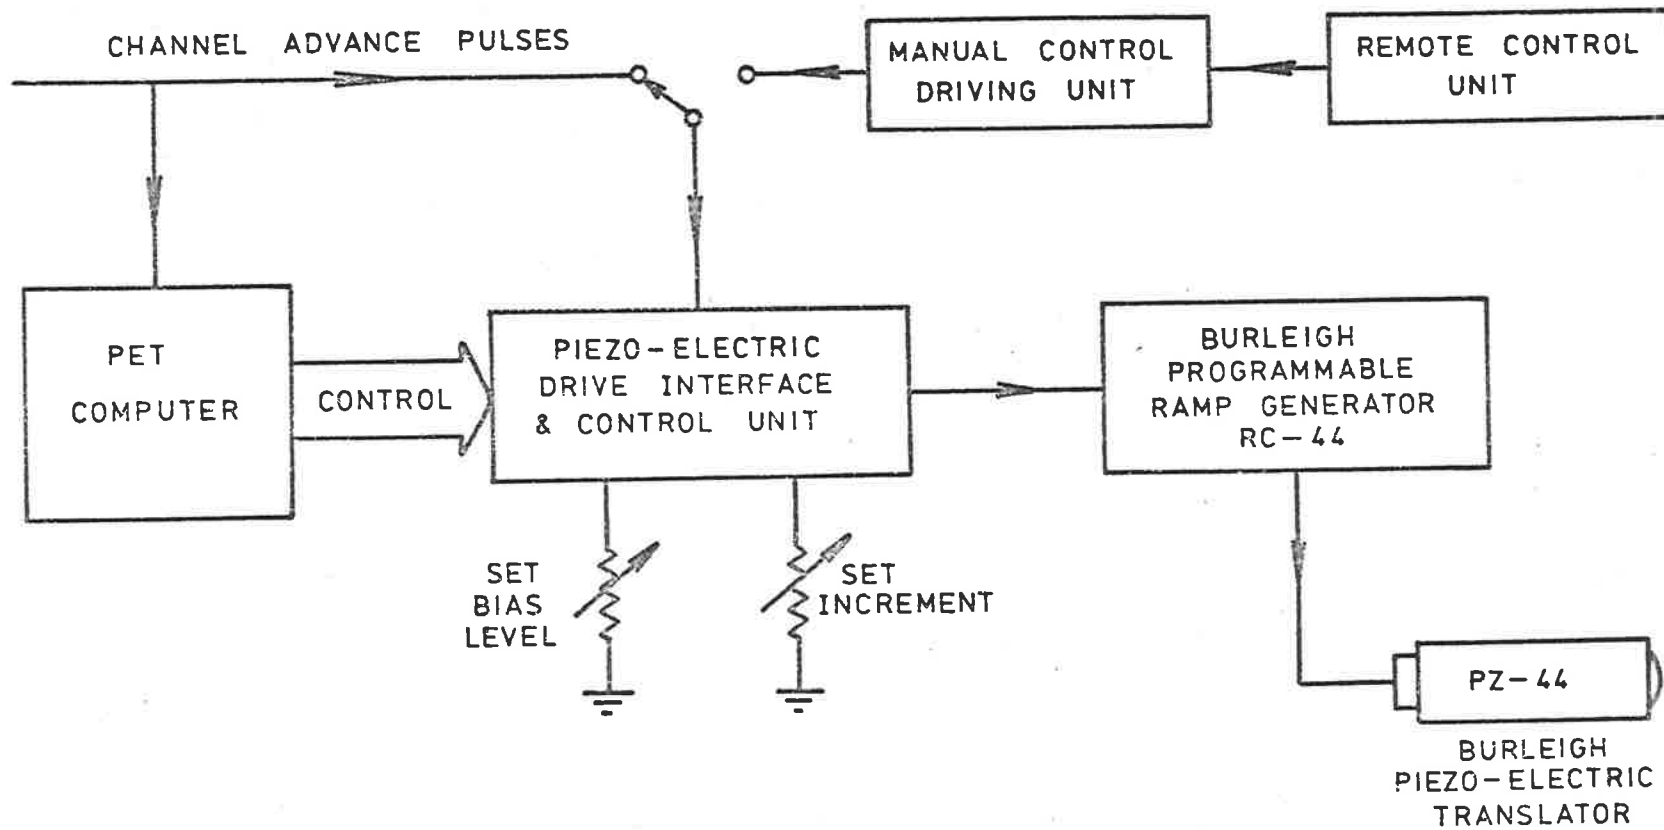 CHANNEL ADVANCE PULSES
MANUAL CONTROL
DRIVING UNIT
REMOTE CONTROL
UNIT
PET
COMPUTER
CONTROL
PIEZO-ELECTRIC
DRIVE INTERFACE
& CONTROL UNIT
BURLEIGH
PROGRAMMABLE
RAMP GENERATOR
RC-44
SET
BIAS
LEVEL
SET
INCREMENT
PZ-44
BURLEIGH
PIEZO-ELECTRIC
TRANSLATOR